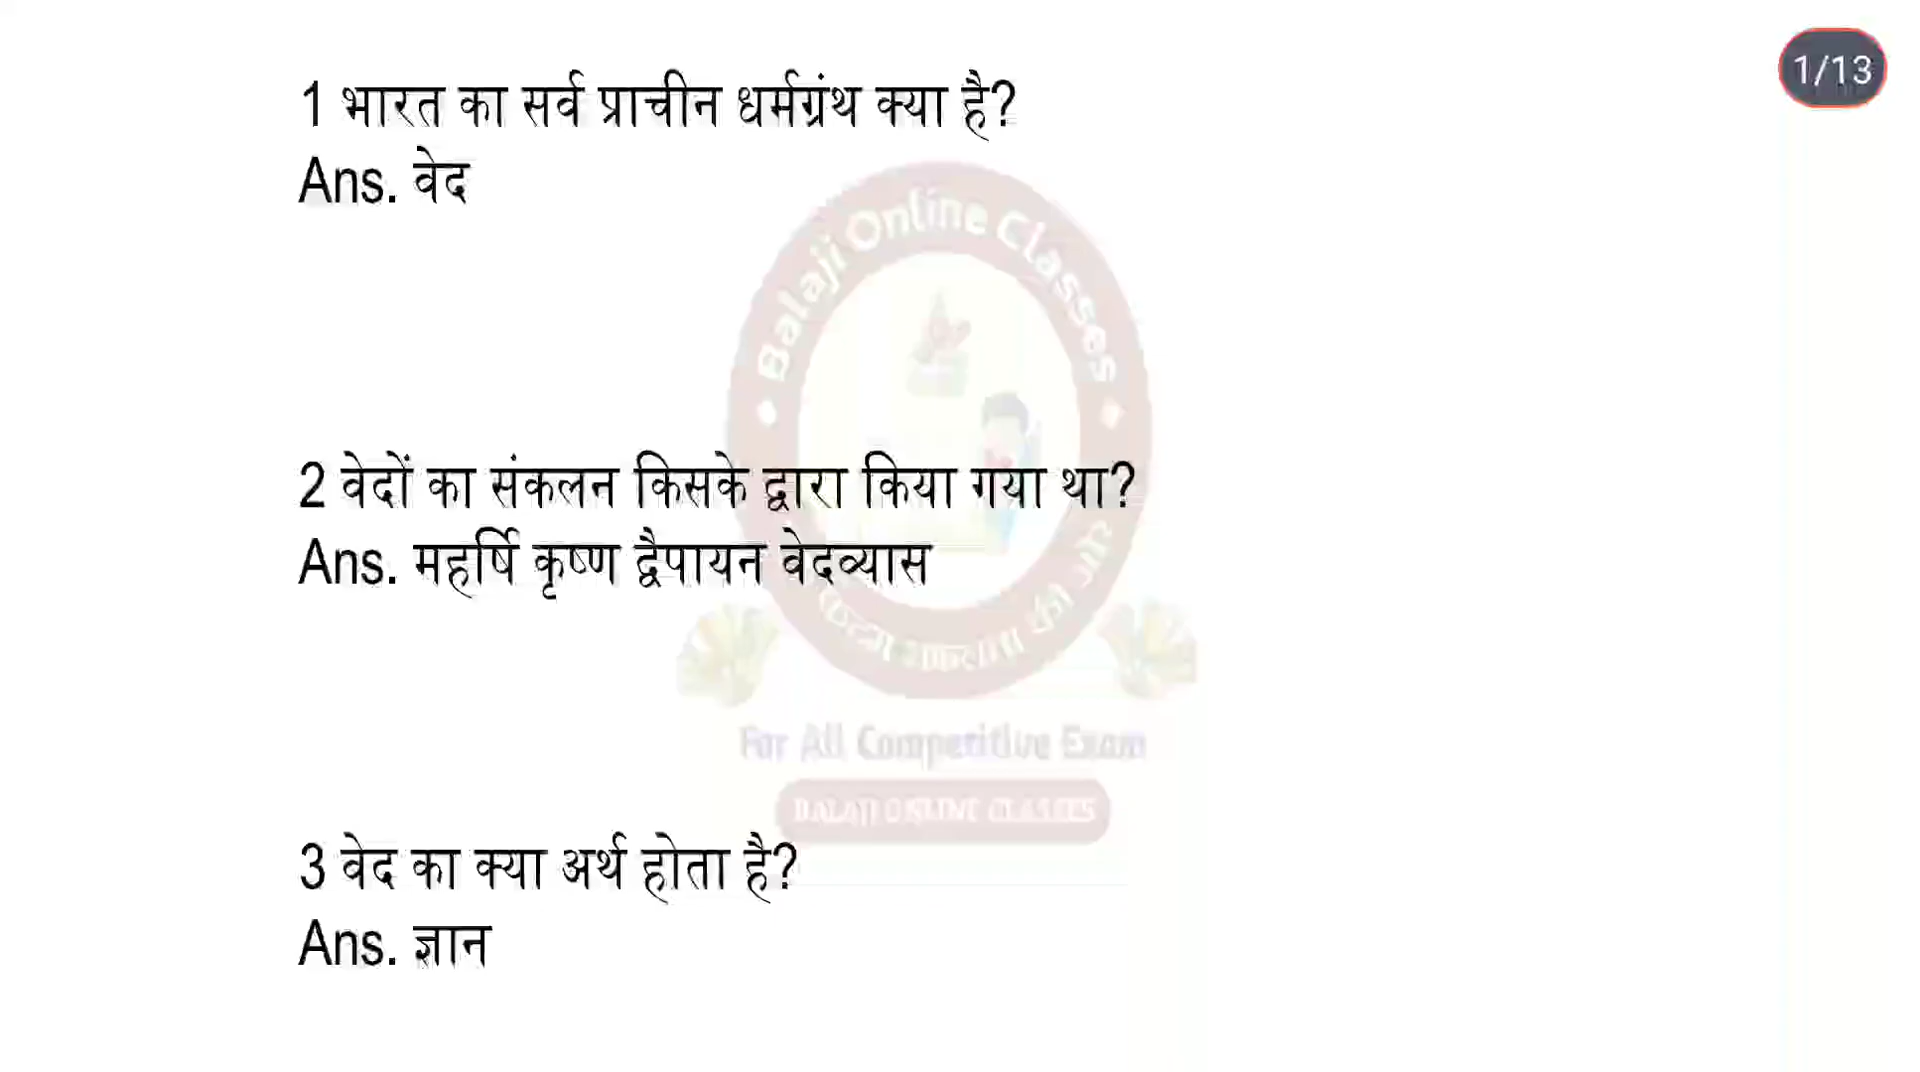 1/13
1 भारत का सर्व प्राचीन धर्मग्रंथ क्या है?
Ans. वेद
Balaji Online Classes
2 वेदों का संकलन किसके द्वारा किया गया था?
Ans. महर्षि कृष्ण द्वैपायन वेदव्यास
की ओर
For All Competitive Exam
BALAJI ONLINE CLASSES
3 वेद का क्या अर्थ होता है?
Ans. ज्ञान